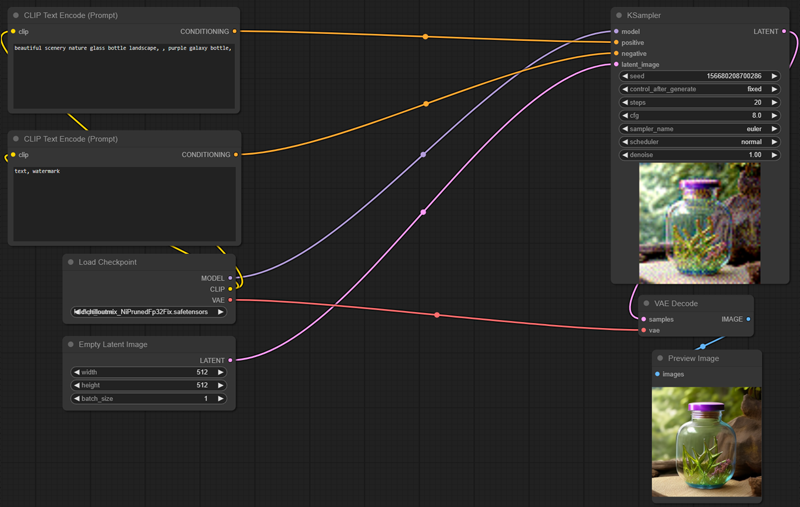 CLIP Text Encode (Prompt)
clip
CONDITIONING
beautiful scenery nature glass bottle landscape, , purple galaxy bottle,
CLIP Text Encode (Prompt)
clip
CONDITIONING
text, watermark
Load Checkpoint
MODEL
CLIP
VAE
NiPrunedFp32Fix.safetensors
Empty Latent Image
LATENT
width 512
height 512
batch_size 1
KSampler
model LATENT
positive
negative
latent_image
seed 156680208700286
control_after_generate fixed
steps 20
cfg 8.0
sampler_name euler
scheduler normal
denoise 1.00
VAE Decode
samples IMAGE
vae
Preview Image
images